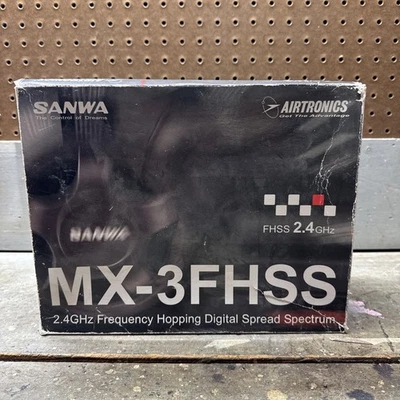 SANWA
The Control of Dreams
AIRTRONICS
Get The Advantage
FHSS 2.4GHz
SANWA
MX-3FHSS
2.4GHz Frequency Hopping Digital Spread Spectrum